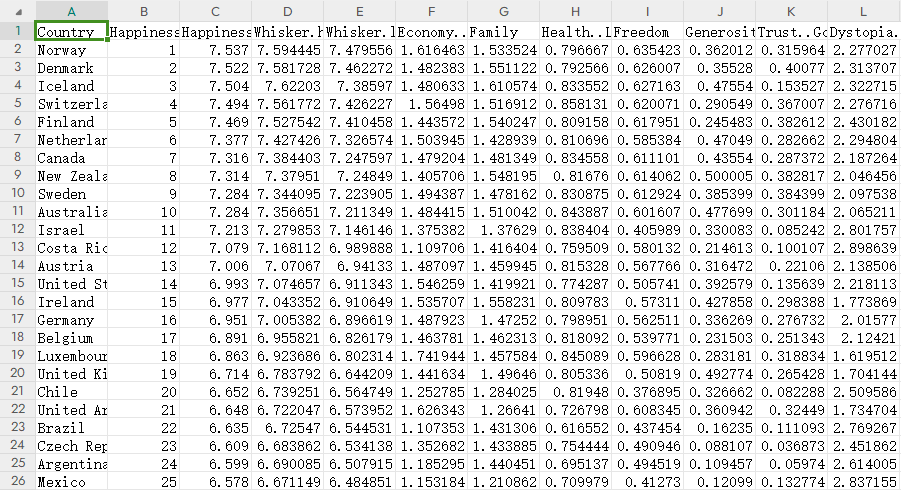 A B C D E F G H I J K L
1 Country Happiness Happiness Whisker.h Whisker.l Economy.. Family Health..L Freedom Generosit Trust..Go Dystopia.
2 Norway 1 7.537 7.594445 7.479556 1.616463 1.533524 0.796667 0.635423 0.362012 0.315964 2.277027
3 Denmark 2 7.522 7.581728 7.462272 1.482383 1.551122 0.792566 0.626007 0.35528 0.40077 2.313707
4 Iceland 3 7.504 7.62203 7.38597 1.480633 1.610574 0.833552 0.627163 0.47554 0.153527 2.322715
5 Switzerla 4 7.494 7.561772 7.426227 1.56498 1.516912 0.858131 0.620071 0.290549 0.367007 2.276716
6 Finland 5 7.469 7.527542 7.410458 1.443572 1.540247 0.809158 0.617951 0.245483 0.382612 2.430182
7 Netherlan 6 7.377 7.427426 7.326574 1.503945 1.428939 0.810696 0.585384 0.47049 0.282662 2.294804
8 Canada 7 7.316 7.384403 7.247597 1.479204 1.481349 0.834558 0.611101 0.43554 0.287372 2.187264
9 New Zeala 8 7.314 7.37951 7.24849 1.405706 1.548195 0.81676 0.614062 0.500005 0.382817 2.046456
10 Sweden 9 7.284 7.344095 7.223905 1.494387 1.478162 0.830875 0.612924 0.385399 0.384399 2.097538
11 Australia 10 7.284 7.356651 7.211349 1.484415 1.510042 0.843887 0.601607 0.477699 0.301184 2.065211
12 Israel 11 7.213 7.279853 7.146146 1.375382 1.37629 0.838404 0.405989 0.330083 0.085242 2.801757
13 Costa Ric 12 7.079 7.168112 6.989888 1.109706 1.416404 0.759509 0.580132 0.214613 0.100107 2.898639
14 Austria 13 7.006 7.07067 6.94133 1.487097 1.459945 0.815328 0.567766 0.316472 0.22106 2.138506
15 United St 14 6.993 7.074657 6.911343 1.546259 1.419921 0.774287 0.505741 0.392579 0.135639 2.218113
16 Ireland 15 6.977 7.043352 6.910649 1.535707 1.558231 0.809783 0.57311 0.427858 0.298388 1.773869
17 Germany 16 6.951 7.005382 6.896619 1.487923 1.47252 0.798951 0.562511 0.336269 0.276732 2.01577
18 Belgium 17 6.891 6.955821 6.826179 1.463781 1.462313 0.818092 0.539771 0.231503 0.251343 2.12421
19 Luxembour 18 6.863 6.923686 6.802314 1.741944 1.457584 0.845089 0.596628 0.283181 0.318834 1.619512
20 United Ki 19 6.714 6.783792 6.644209 1.441634 1.49646 0.805336 0.50819 0.492774 0.265428 1.704144
21 Chile 20 6.652 6.739251 6.564749 1.252785 1.284025 0.81948 0.376895 0.326662 0.082288 2.509586
22 United Ar 21 6.648 6.722047 6.573952 1.626343 1.26641 0.726798 0.608345 0.360942 0.32449 1.734704
23 Brazil 22 6.635 6.72547 6.544531 1.107353 1.431306 0.616552 0.437454 0.16235 0.111093 2.769267
24 Czech Rep 23 6.609 6.683862 6.534138 1.352682 1.433885 0.754444 0.490946 0.088107 0.036873 2.451862
25 Argentina 24 6.599 6.690085 6.507915 1.185295 1.440451 0.695137 0.494519 0.109457 0.05974 2.614005
26 Mexico 25 6.578 6.671149 6.484851 1.153184 1.210862 0.709979 0.41273 0.12099 0.132774 2.837155